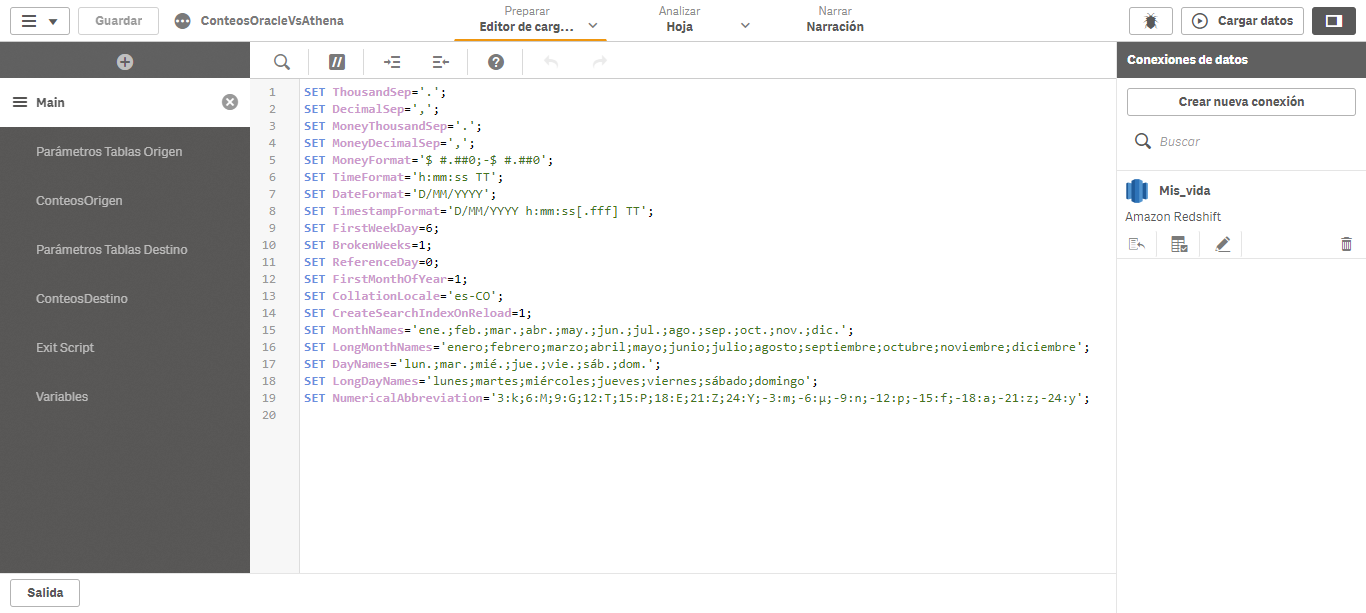 Guardar
ConteosOracleVsAthena
Preparar
Editor de carg...
Analizar
Hoja
Narrar
Narración
Cargar datos
Main
Parámetros Tablas Origen
ConteosOrigen
Parámetros Tablas Destino
ConteosDestino
Exit Script
Variables
1 SET ThousandSep='.';
2 SET DecimalSep=',';
3 SET MoneyThousandSep='.';
4 SET MoneyDecimalSep=',';
5 SET MoneyFormat='$ #.##0;-$ #.##0';
6 SET TimeFormat='h:mm:ss TT';
7 SET DateFormat='D/MM/YYYY';
8 SET TimestampFormat='D/MM/YYYY h:mm:ss[.fff] TT';
9 SET FirstWeekDay=6;
10 SET BrokenWeeks=1;
11 SET ReferenceDay=0;
12 SET FirstMonthOfYear=1;
13 SET CollationLocale='es-CO';
14 SET CreateSearchIndexOnReload=1;
15 SET MonthNames='ene.;feb.;mar.;abr.;may.;jun.;jul.;ago.;sep.;oct.;nov.;dic.';
16 SET LongMonthNames='enero;febrero;marzo;abril;mayo;junio;julio;agosto;septiembre;octubre;noviembre;diciembre';
17 SET DayNames='lun.;mar.;mié.;jue.;vie.;sáb.;dom.';
18 SET LongDayNames='lunes;martes;miércoles;jueves;viernes;sábado;domingo';
19 SET NumericalAbbreviation='3:k;6:M;9:G;12:T;15:P;18:E;21:Z;24:Y;-3:m;-6:μ;-9:n;-12:p;-15:f;-18:a;-21:z;-24:y';
20
Conexiones de datos
Crear nueva conexión
Buscar
Mis_vida
Amazon Redshift
Salida